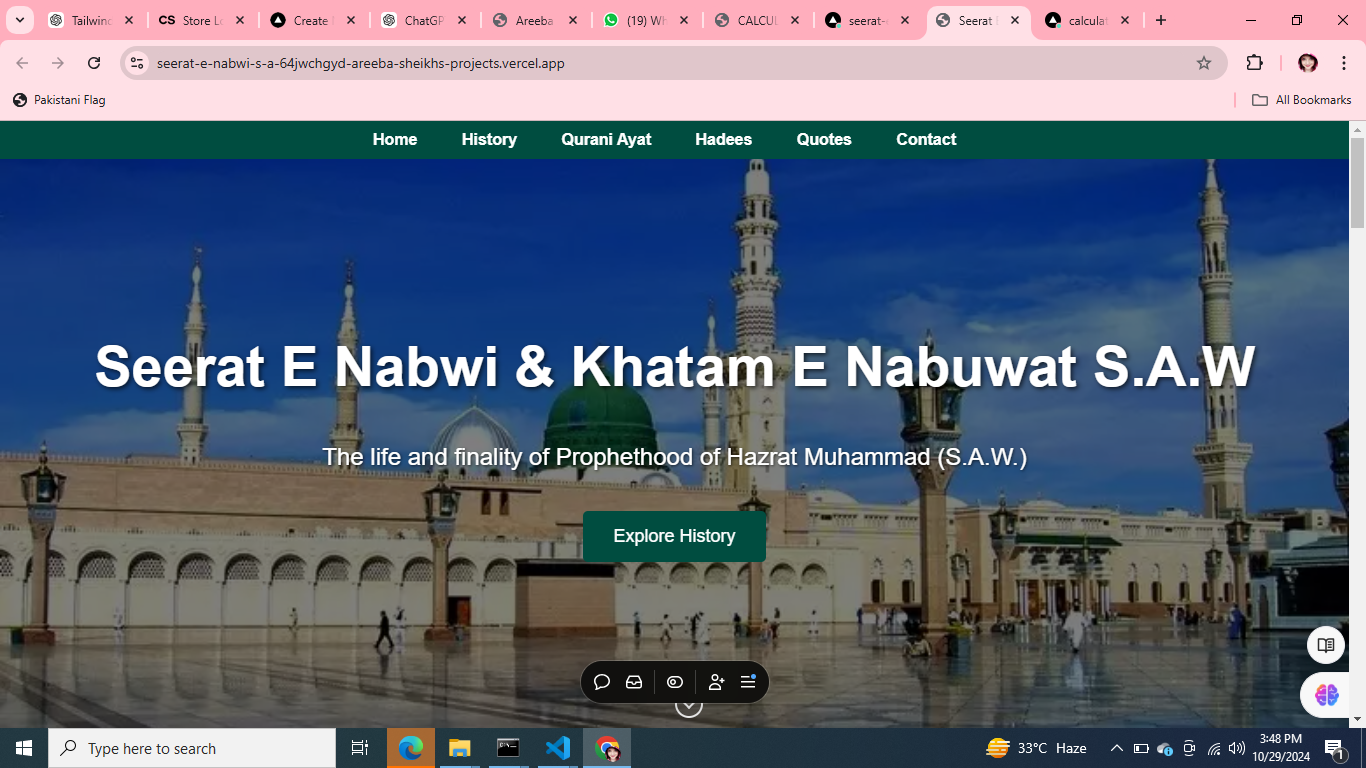 Tailwind
CS Store Lo
Create
ChatGP
Areeba
(19) Wh
CALCUL
seerat-
Seerat
calculat
seerat-e-nabwi-s-a-64jwchgyd-areeba-sheikhs-projects.vercel.app
Pakistani Flag
All Bookmarks
Home History Qurani Ayat Hadees Quotes Contact
Seerat E Nabwi & Khatam E Nabuwat S.A.W
The life and finality of Prophethood of Hazrat Muhammad (S.A.W.)
Explore History
Type here to search
33°C Haze
3:48 PM
10/29/2024
1